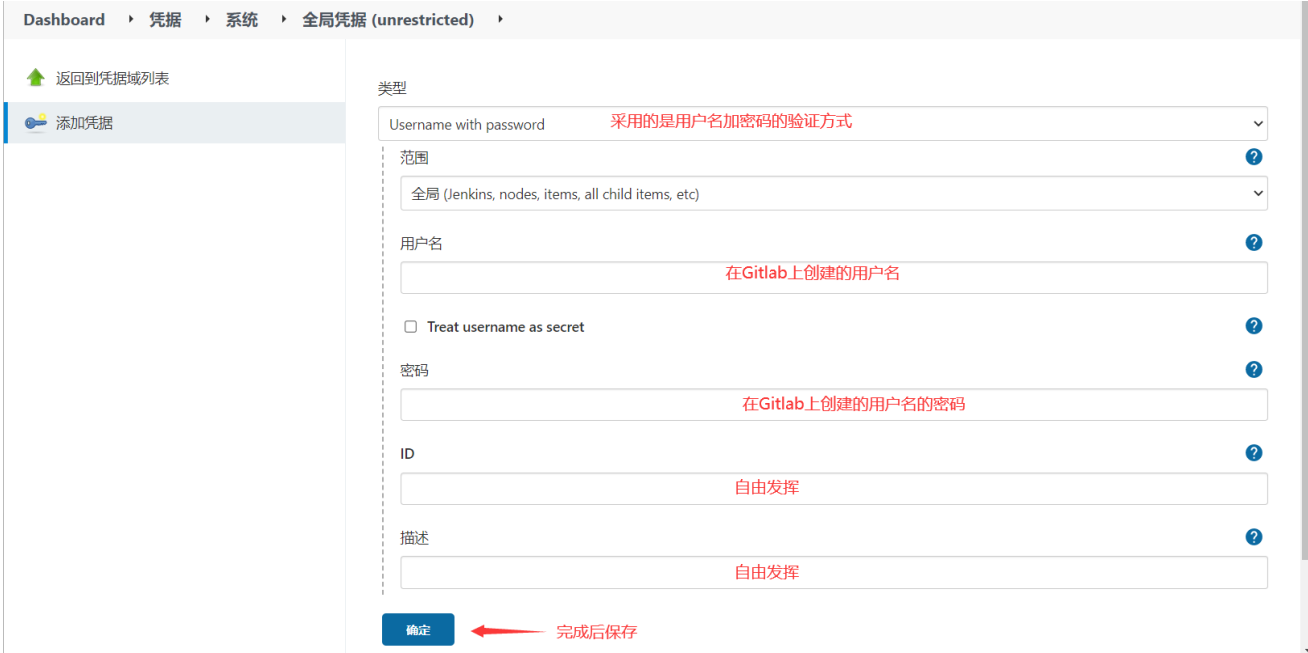 Dashboard 凭据 系统 全局凭据 (unrestricted)
返回到凭据域列表
添加凭据
类型
Username with password 采用的是用户名加密码的验证方式
范围
全局 (Jenkins, nodes, items, all child items, etc)
用户名
在Gitlab上创建的用户名
Treat username as secret
密码
在Gitlab上创建的用户名的密码
ID
自由发挥
描述
自由发挥
确定 完成后保存